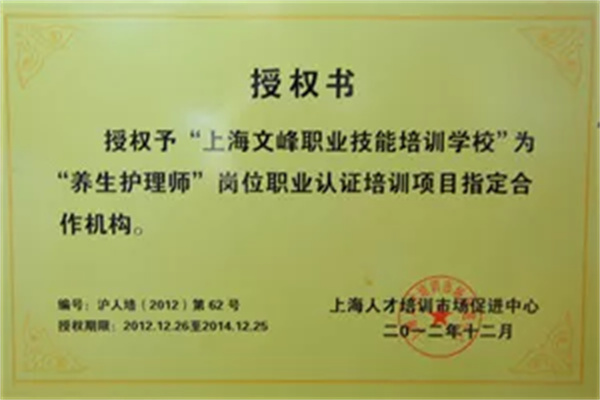 授权书
授权予“上海文峰职业技能培训学校”为
“养生护理师”岗位职业认证培训项目指定合
作机构。
编号：沪人培（2012）第62号
授权期限：2012.12.26至2014.12.25
上海人才培训市场促进中心
二〇一二年十二月